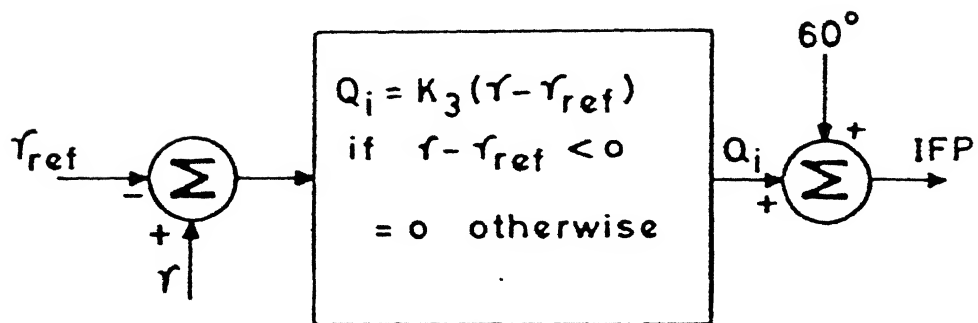 60°
Q_i = K_3 (γ - γ_ref)
if γ - γ_ref < 0
= 0 otherwise
γ_ref
-
Σ
+
γ
Q_i
+
+
Σ
IFP